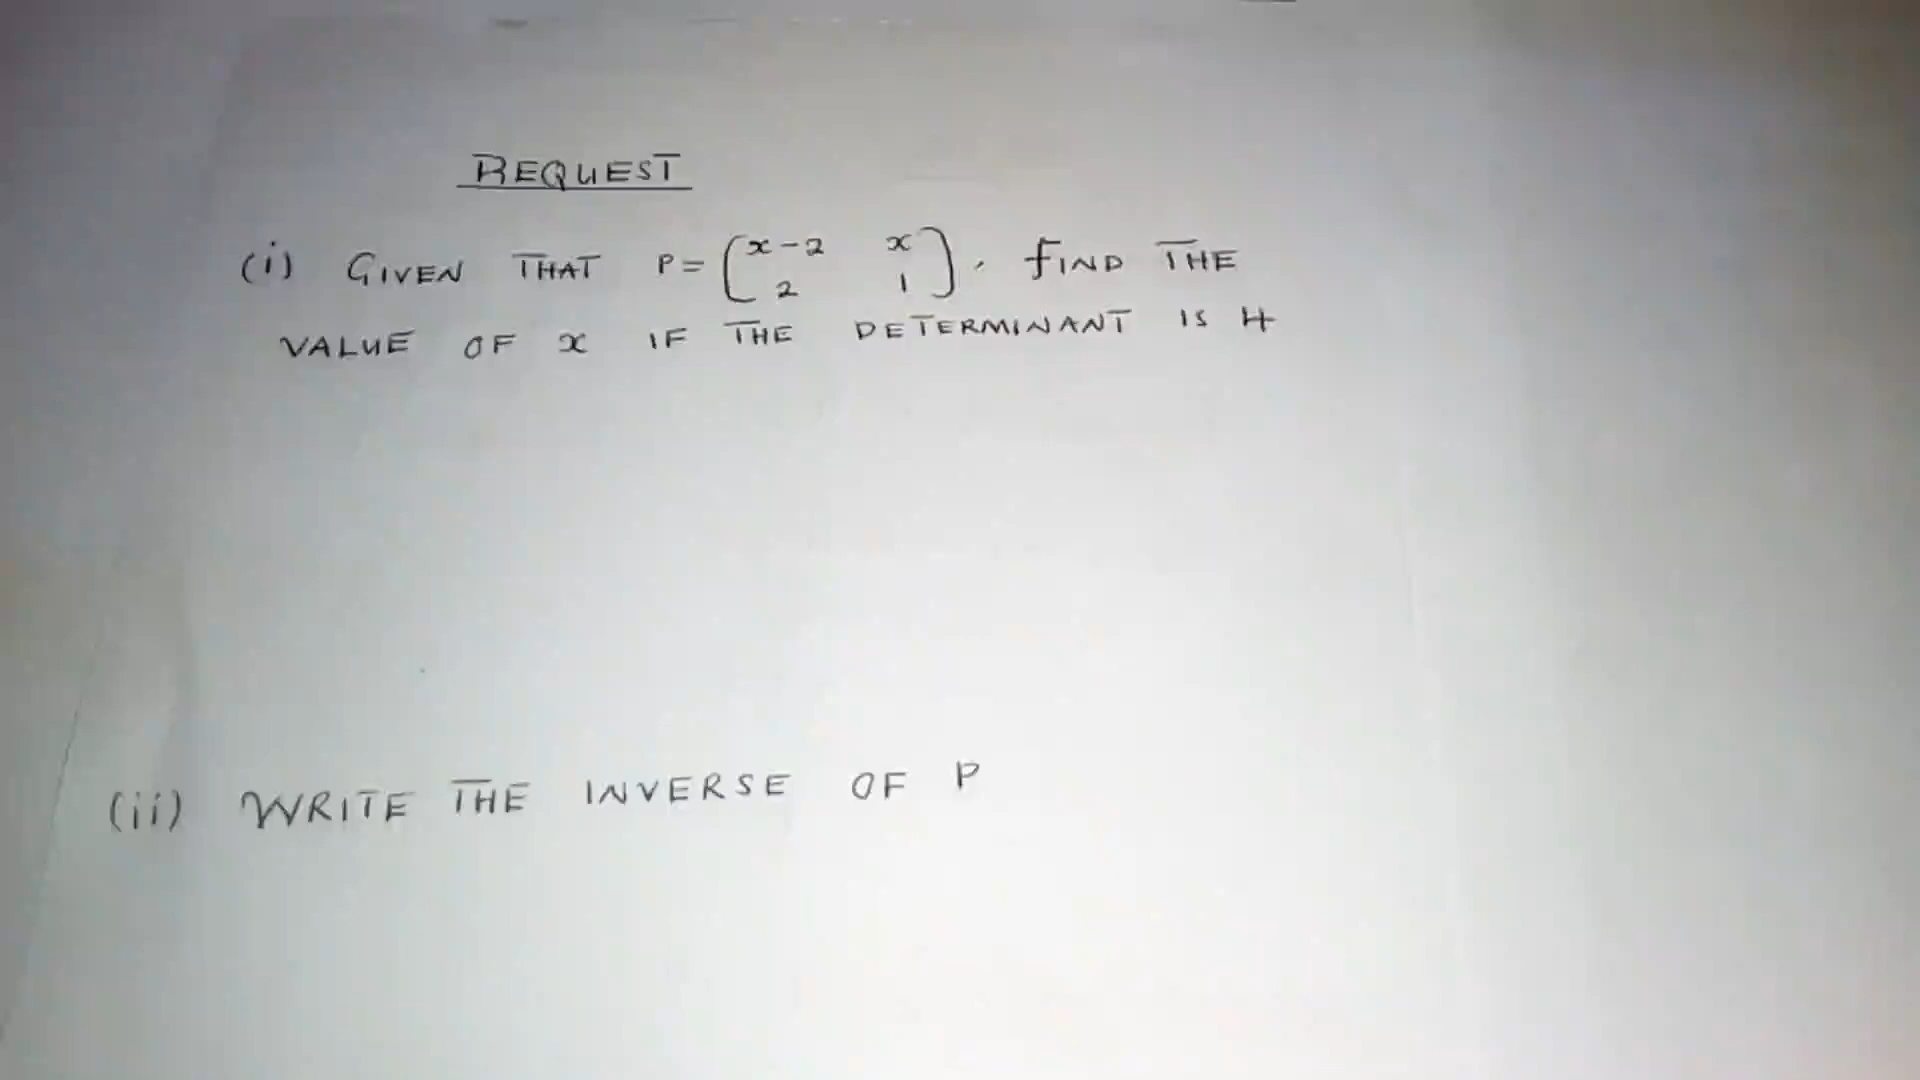 REQUEST
(i) GIVEN THAT P = (x-2 x
2 1). FIND THE
VALUE OF x IF THE DETERMINANT IS 4
(ii) WRITE THE INVERSE OF P